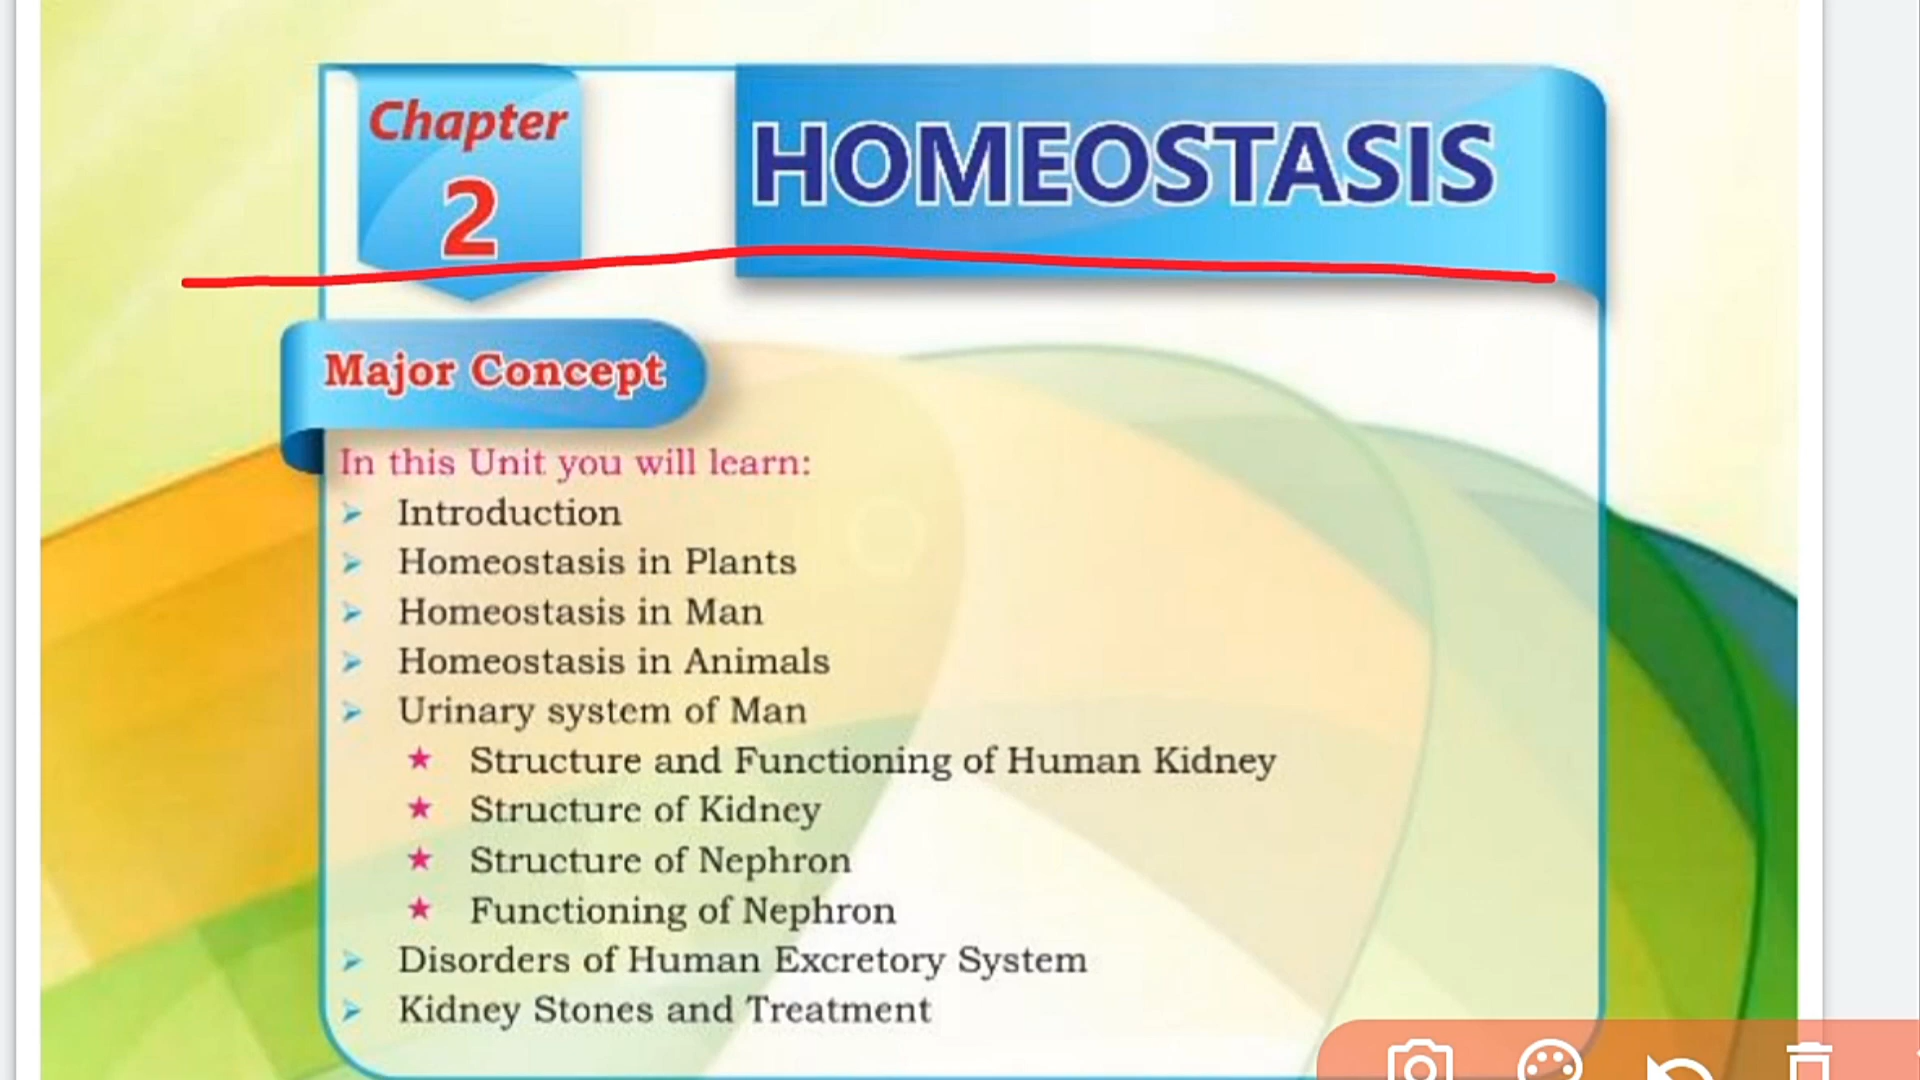 Chapter
2
HOMEOSTASIS
Major Concept
In this Unit you will learn:
➢ Introduction
➢ Homeostasis in Plants
➢ Homeostasis in Man
➢ Homeostasis in Animals
➢ Urinary system of Man
★ Structure and Functioning of Human Kidney
★ Structure of Kidney
★ Structure of Nephron
★ Functioning of Nephron
➢ Disorders of Human Excretory System
➢ Kidney Stones and Treatment